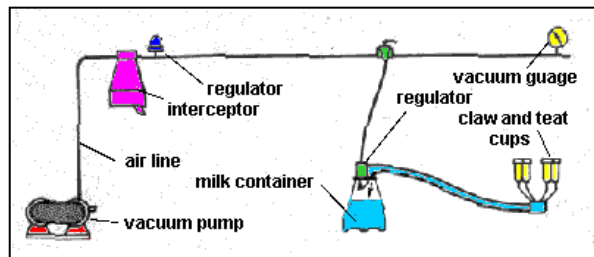 regulator
interceptor
vacuum guage
regulator
claw and teat
cups
air line
milk container
vacuum pump